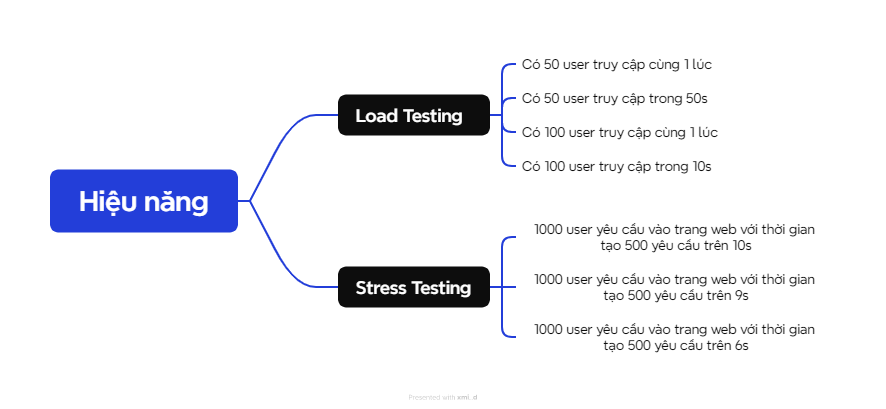 Hiệu năng
Load Testing
Có 50 user truy cập cùng 1 lúc
Có 50 user truy cập trong 50s
Có 100 user truy cập cùng 1 lúc
Có 100 user truy cập trong 10s
Stress Testing
1000 user yêu cầu vào trang web với thời gian
tạo 500 yêu cầu trên 10s
1000 user yêu cầu vào trang web với thời gian
tạo 500 yêu cầu trên 9s
1000 user yêu cầu vào trang web với thời gian
tạo 500 yêu cầu trên 6s
Presented with